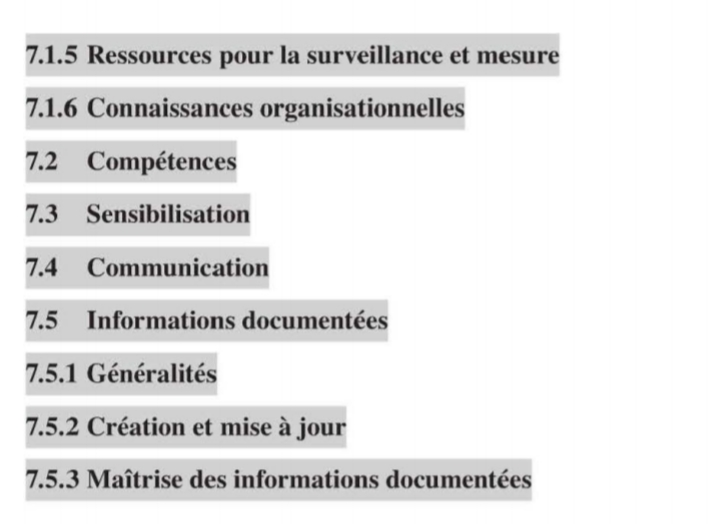 7.1.5 Ressources pour la surveillance et mesure
7.1.6 Connaissances organisationnelles
7.2 Compétences
7.3 Sensibilisation
7.4 Communication
7.5 Informations documentées
7.5.1 Généralités
7.5.2 Création et mise à jour
7.5.3 Maîtrise des informations documentées